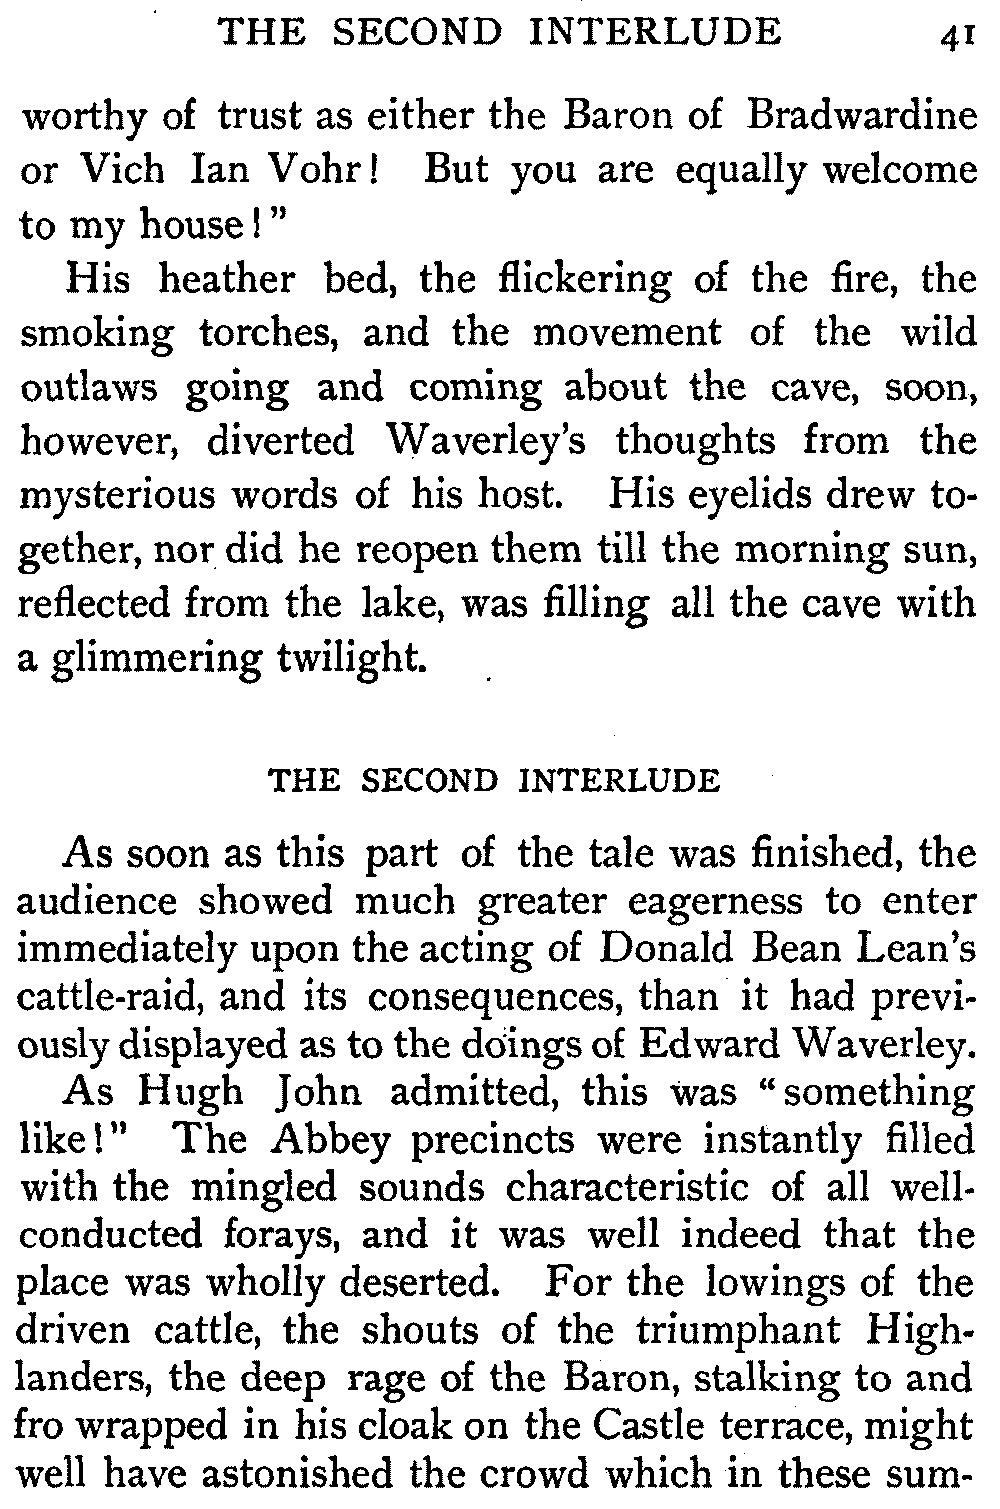 THE SECOND INTERLUDE 41
worthy of trust as either the Baron of Bradwardine
or Vich Ian Vohr! But you are equally welcome
to my house!”
His heather bed, the flickering of the fire, the
smoking torches, and the movement of the wild
outlaws going and coming about the cave, soon,
however, diverted Waverley’s thoughts from the
mysterious words of his host. His eyelids drew to-
gether, nor did he reopen them till the morning sun,
reflected from the lake, was filling all the cave with
a glimmering twilight.
THE SECOND INTERLUDE
As soon as this part of the tale was finished, the
audience showed much greater eagerness to enter
immediately upon the acting of Donald Bean Lean’s
cattle-raid, and its consequences, than it had previ-
ously displayed as to the doings of Edward Waverley.
As Hugh John admitted, this was “something
like!” The Abbey precincts were instantly filled
with the mingled sounds characteristic of all well-
conducted forays, and it was well indeed that the
place was wholly deserted. For the lowings of the
driven cattle, the shouts of the triumphant High-
landers, the deep rage of the Baron, stalking to and
fro wrapped in his cloak on the Castle terrace, might
well have astonished the crowd which in these sum-